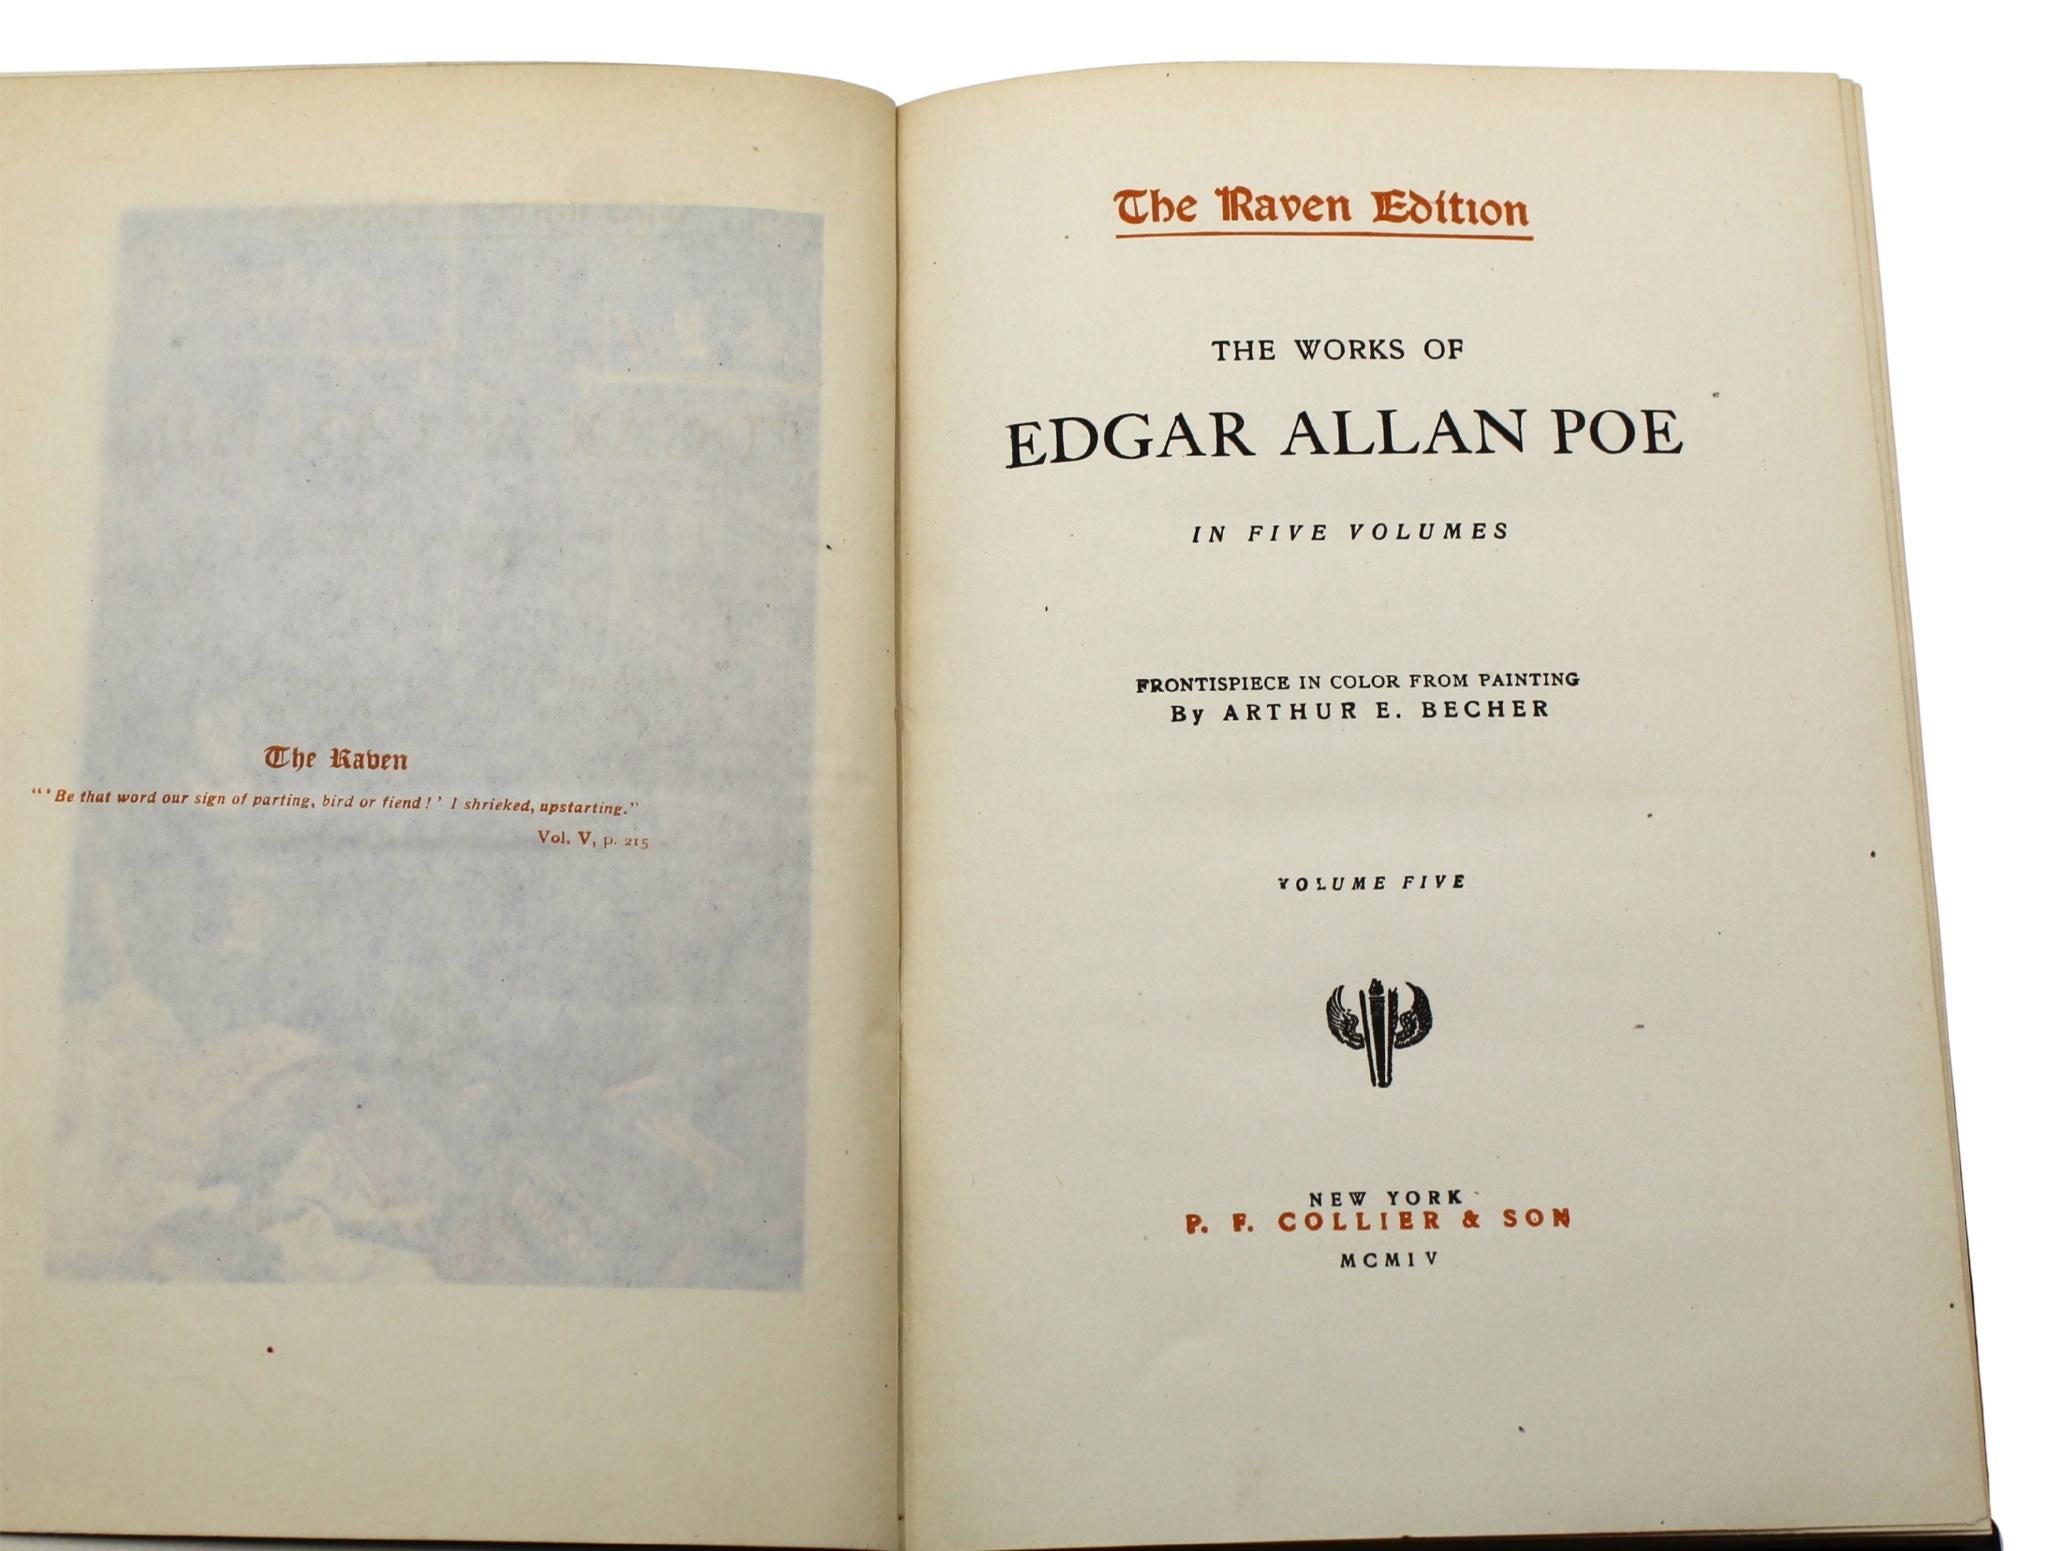 The Raven
"'Be that word our sign of parting, bird or fiend!' I shrieked, upstarting."
Vol. V, p. 215
The Raven Edition
THE WORKS OF
EDGAR ALLAN POE
IN FIVE VOLUMES
FRONTISPIECE IN COLOR FROM PAINTING
By ARTHUR E. BECHER
VOLUME FIVE
NEW YORK
P. F. COLLIER & SON
MCMIV